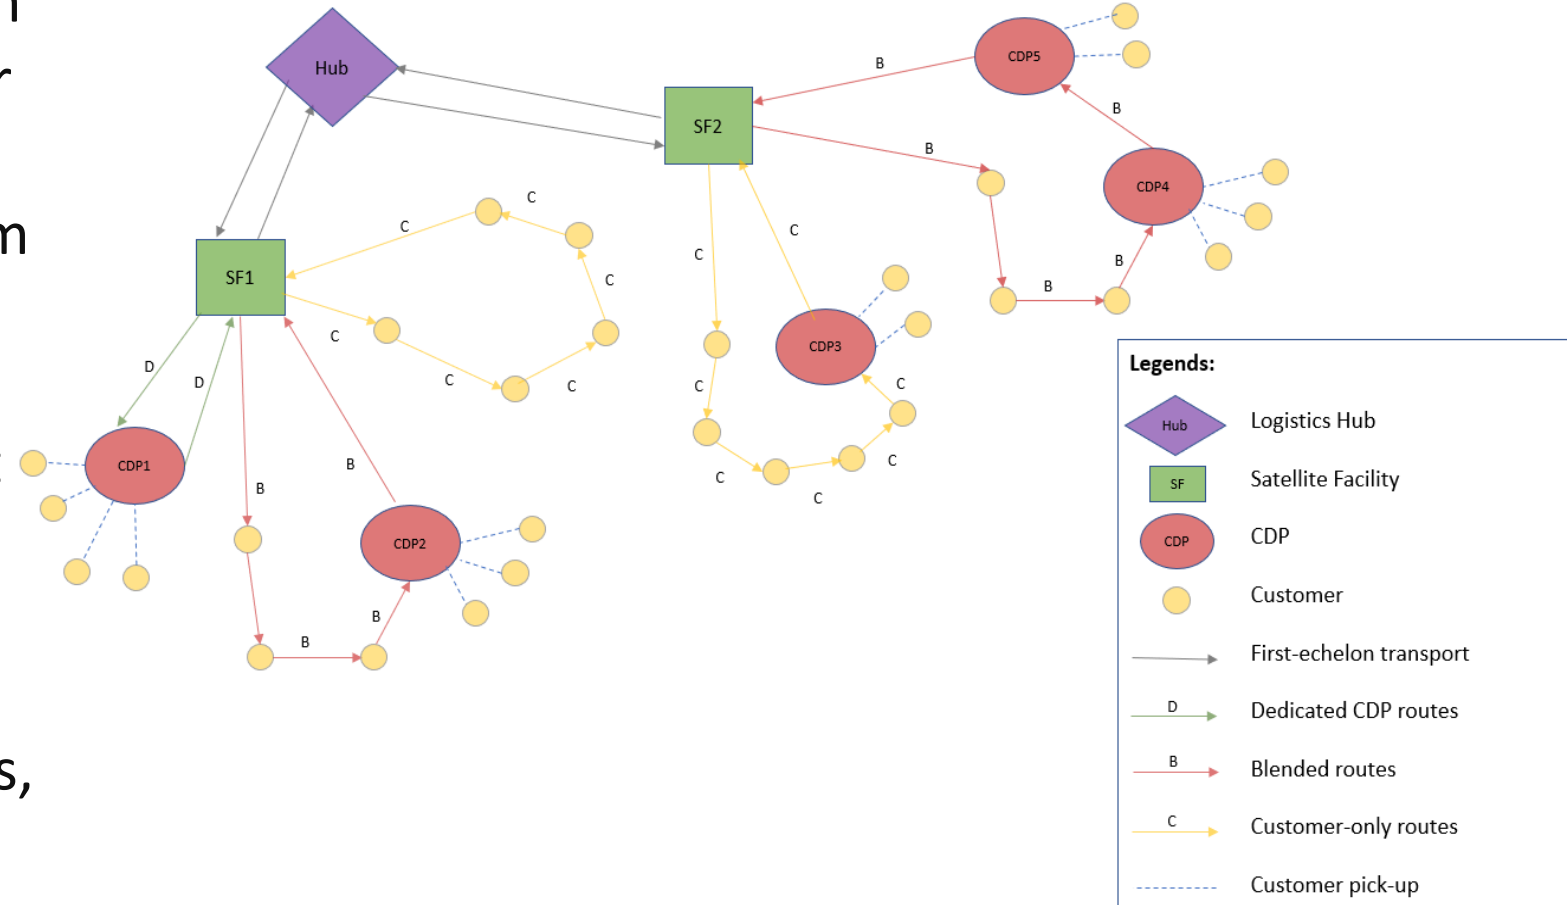 m
Hub
r
SF2
CDP5
B
B
B
CDP4
m
SF1
C
C
C
C
C
C
C
C
C
B
B
CDP3
D
D
C
C
C
C
C
CDP1
B
B
CDP2
B
B
s,
Legends:
Hub
Logistics Hub
SF
Satellite Facility
CDP
CDP
Customer
First-echelon transport
D
Dedicated CDP routes
B
Blended routes
C
Customer-only routes
Customer pick-up